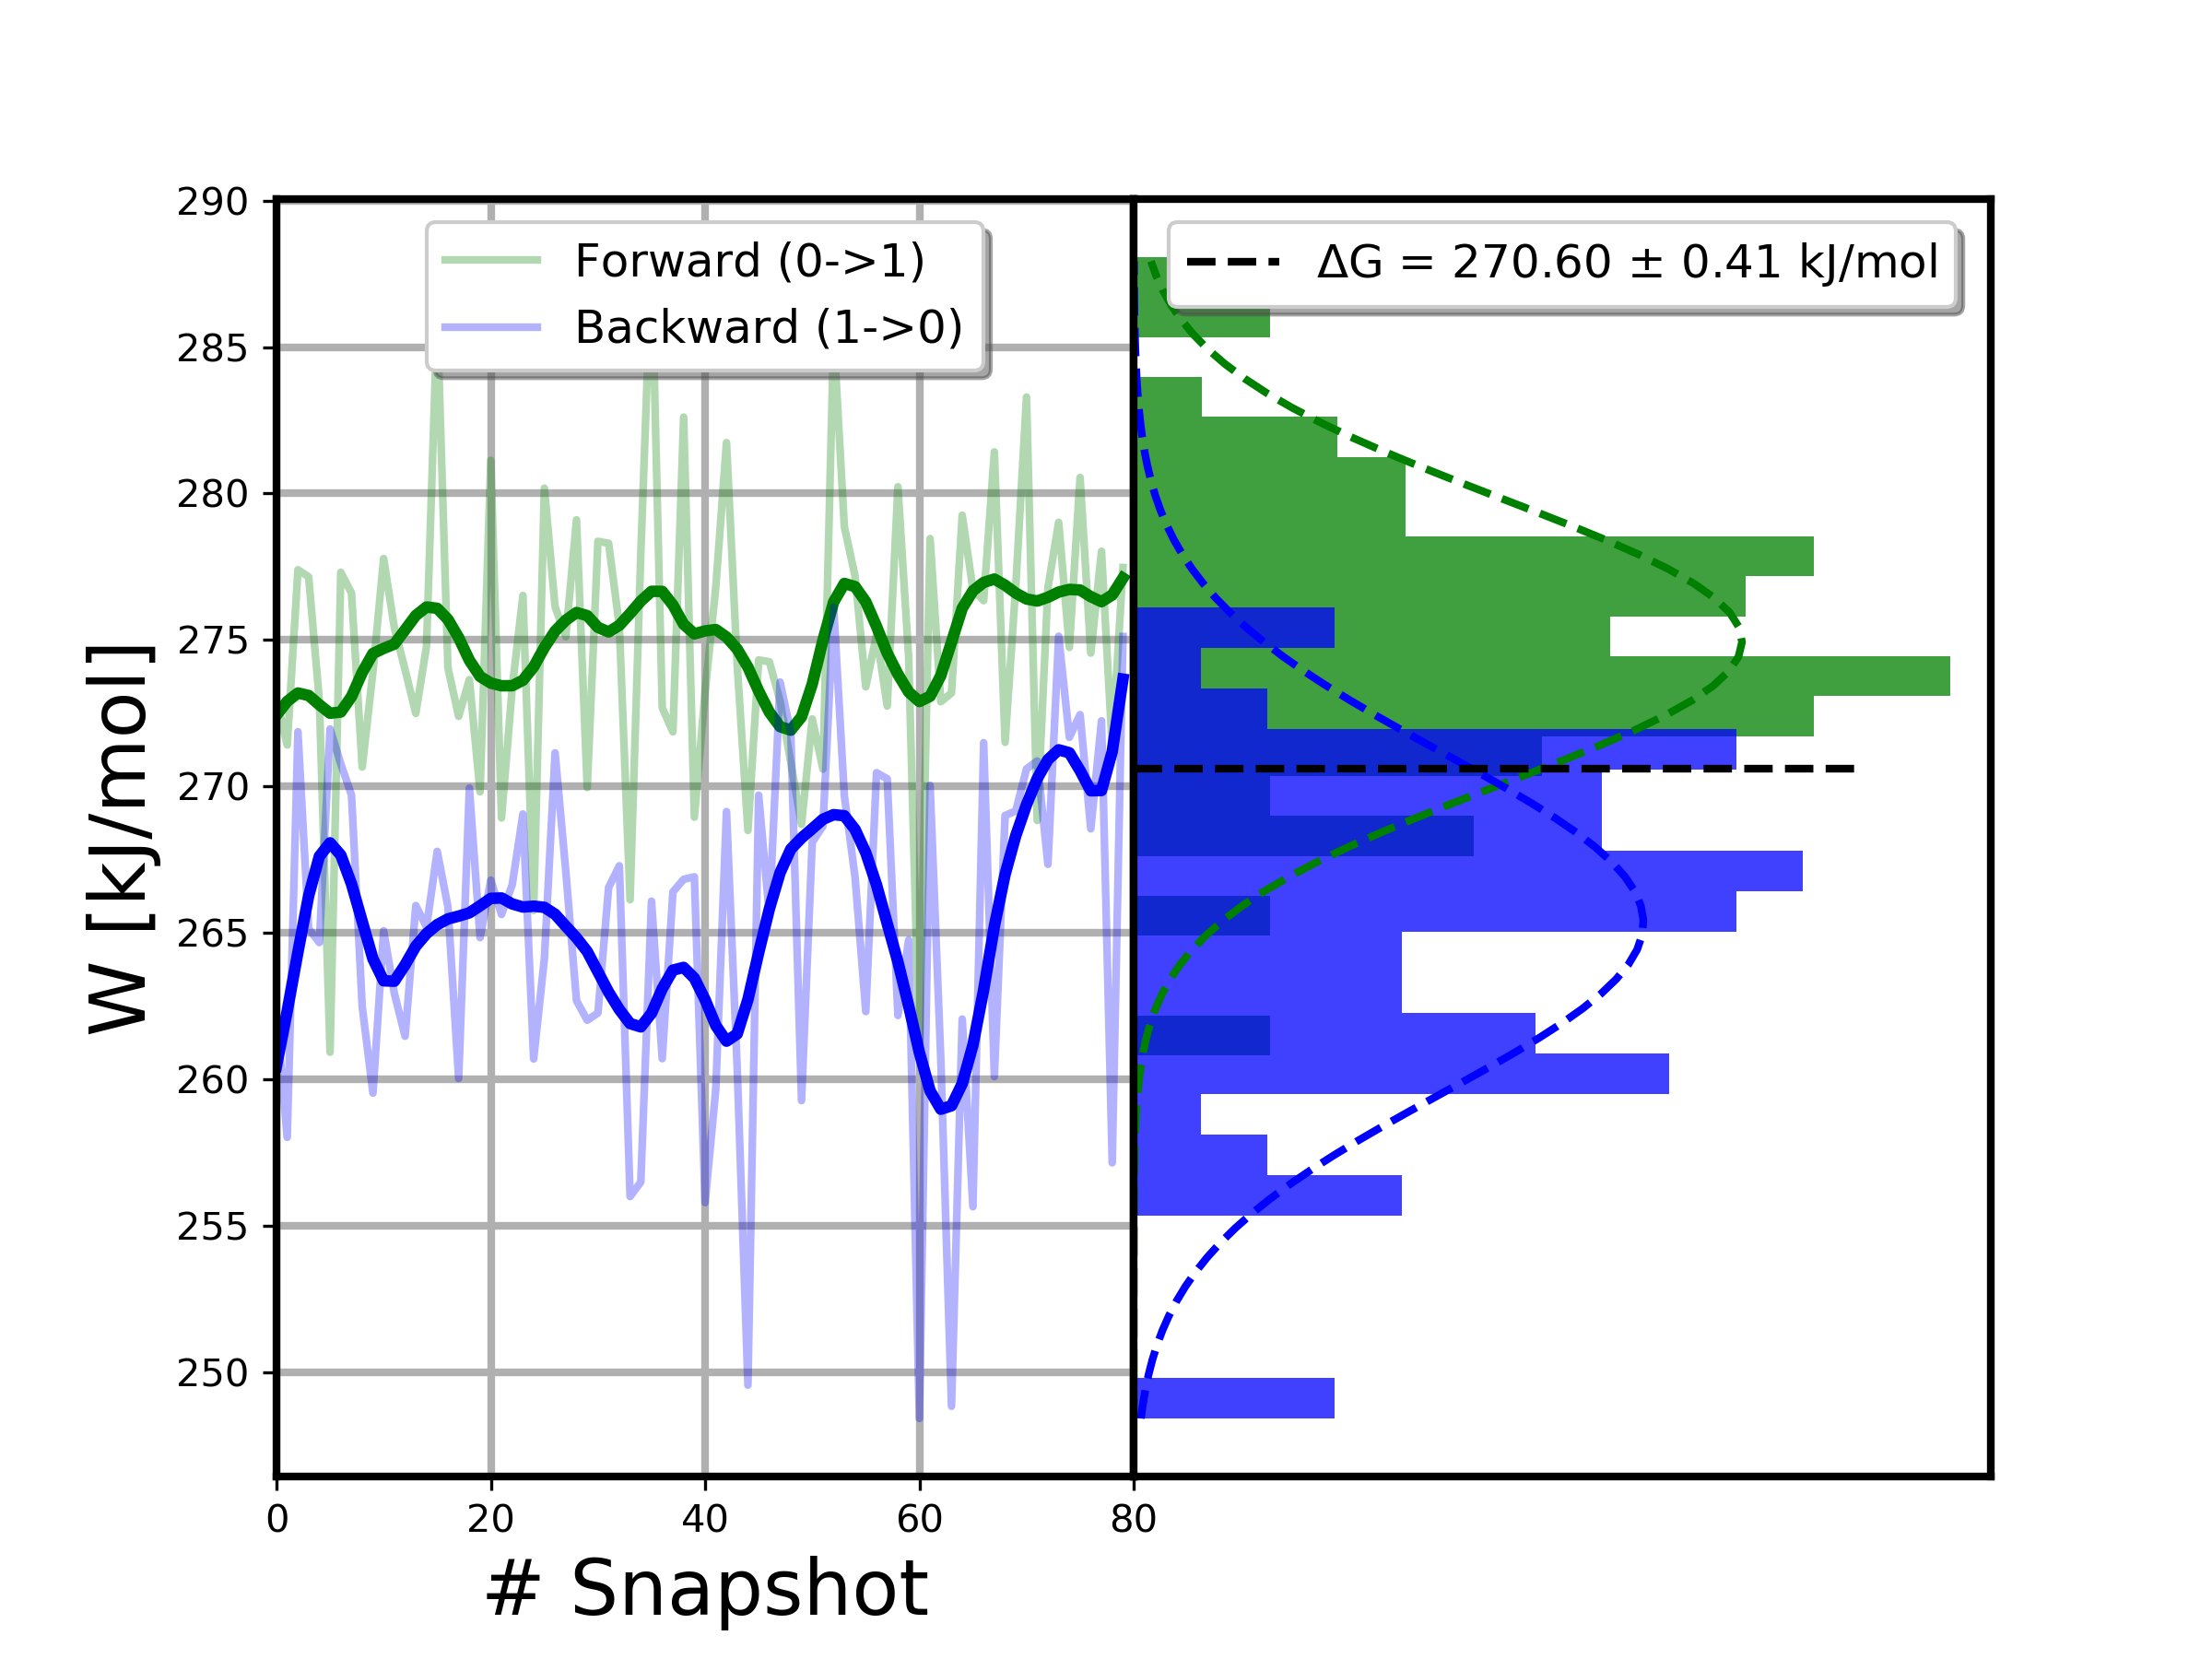 290
285
280
275
270
265
260
255
250
W [kJ/mol]
Forward (0->1)
Backward (1->0)
ΔG = 270.60 ± 0.41 kJ/mol
0 20 40 60 80
# Snapshot